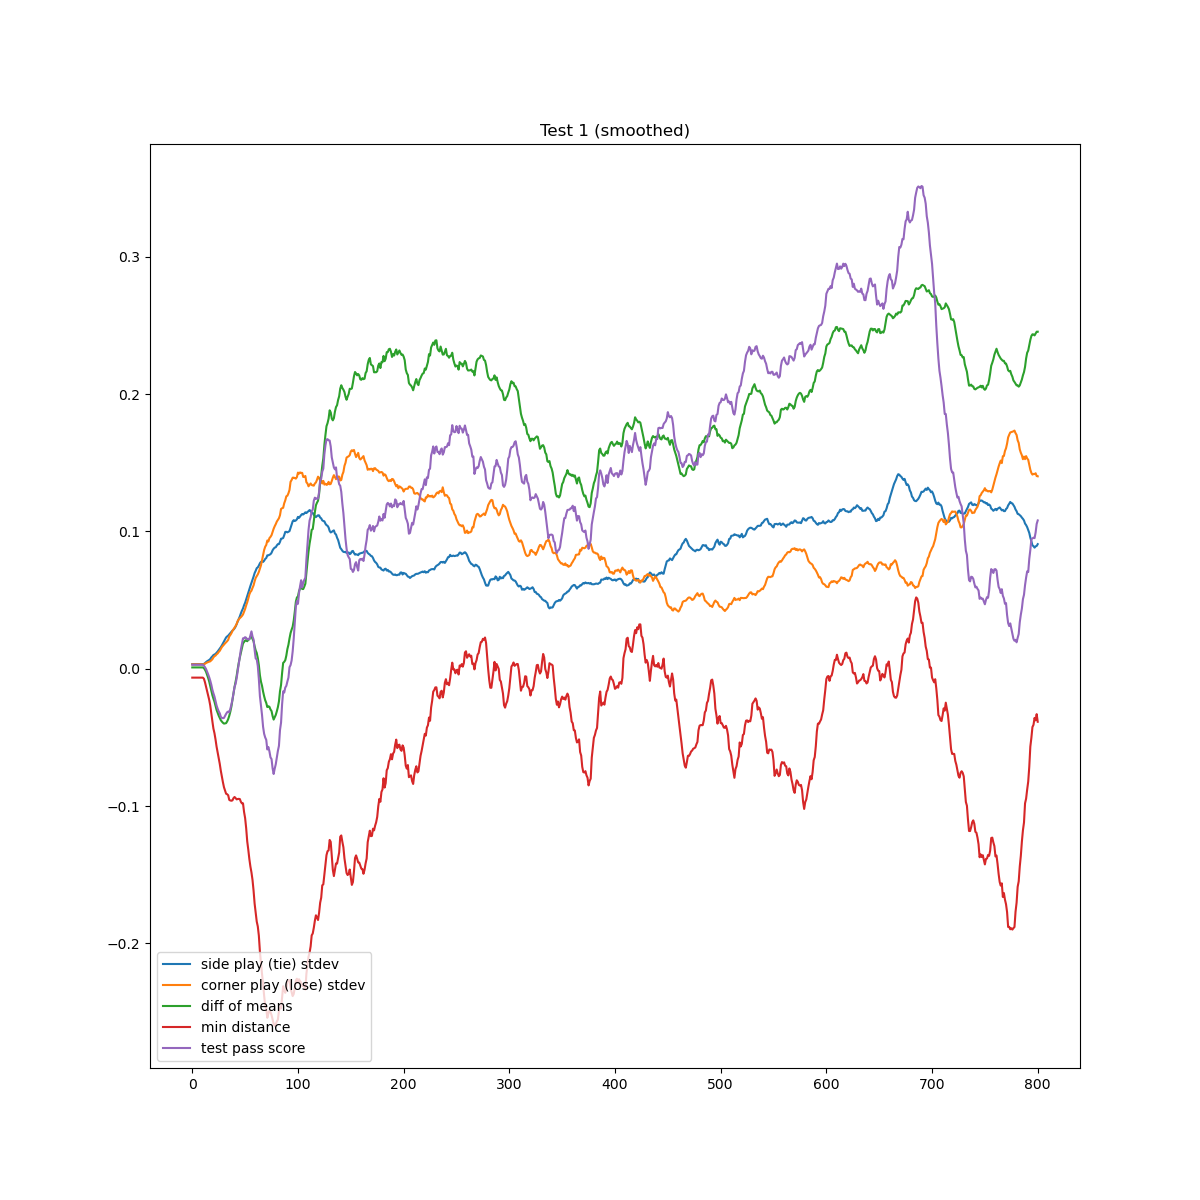 Test 1 (smoothed)
0.3
0.2
0.1
0.0
−0.1
−0.2
side play (tie) stdev
corner play (lose) stdev
diff of means
min distance
test pass score
0 100 200 300 400 500 600 700 800